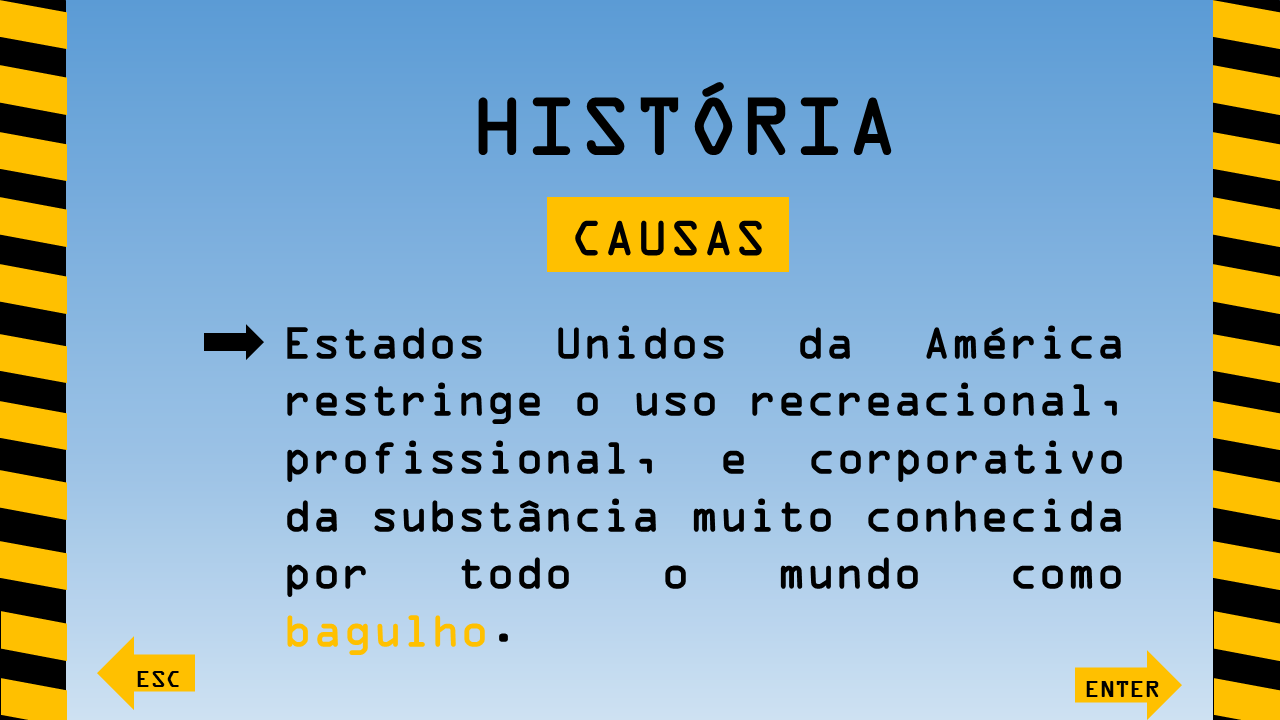 HISTÓRIA
CAUSAS
Estados Unidos da América
restringe o uso recreacional,
profissional, e corporativo
da substância muito conhecida
por todo o mundo como
bagulho.
ESC
ENTER